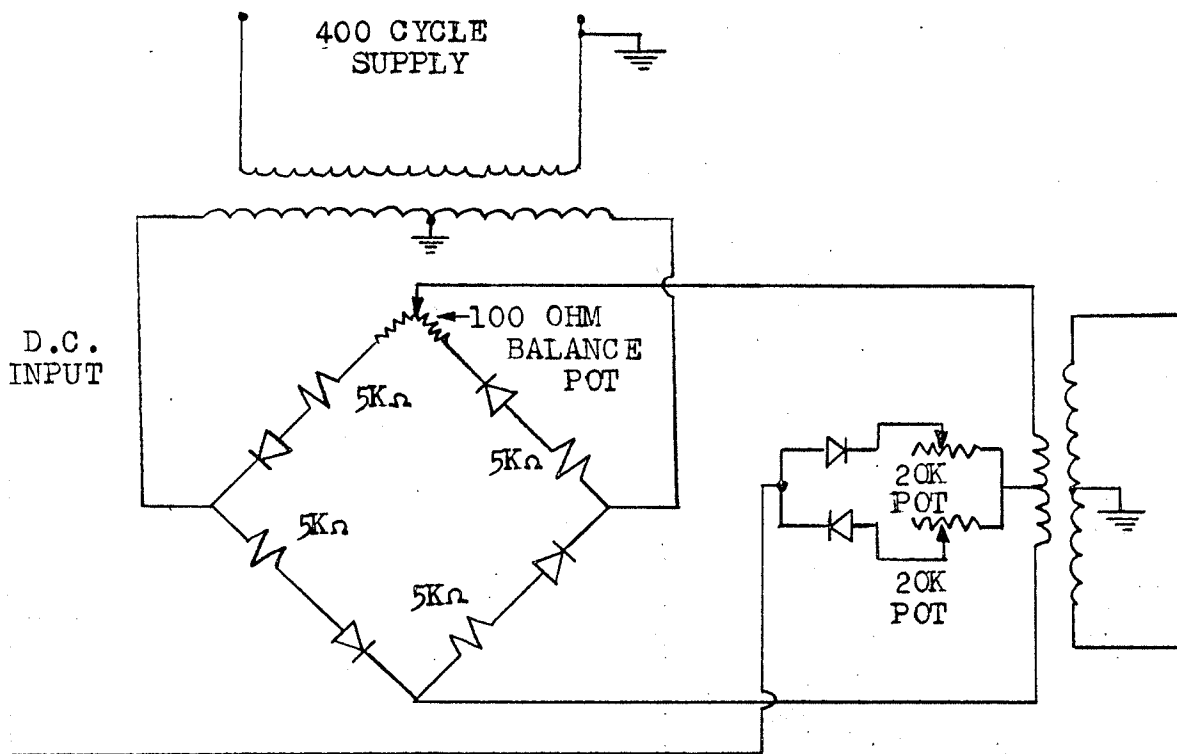 400 CYCLE
SUPPLY
100 OHM
BALANCE
POT
D.C.
INPUT
5KΩ
5KΩ
5KΩ
5KΩ
20K
POT
20K
POT